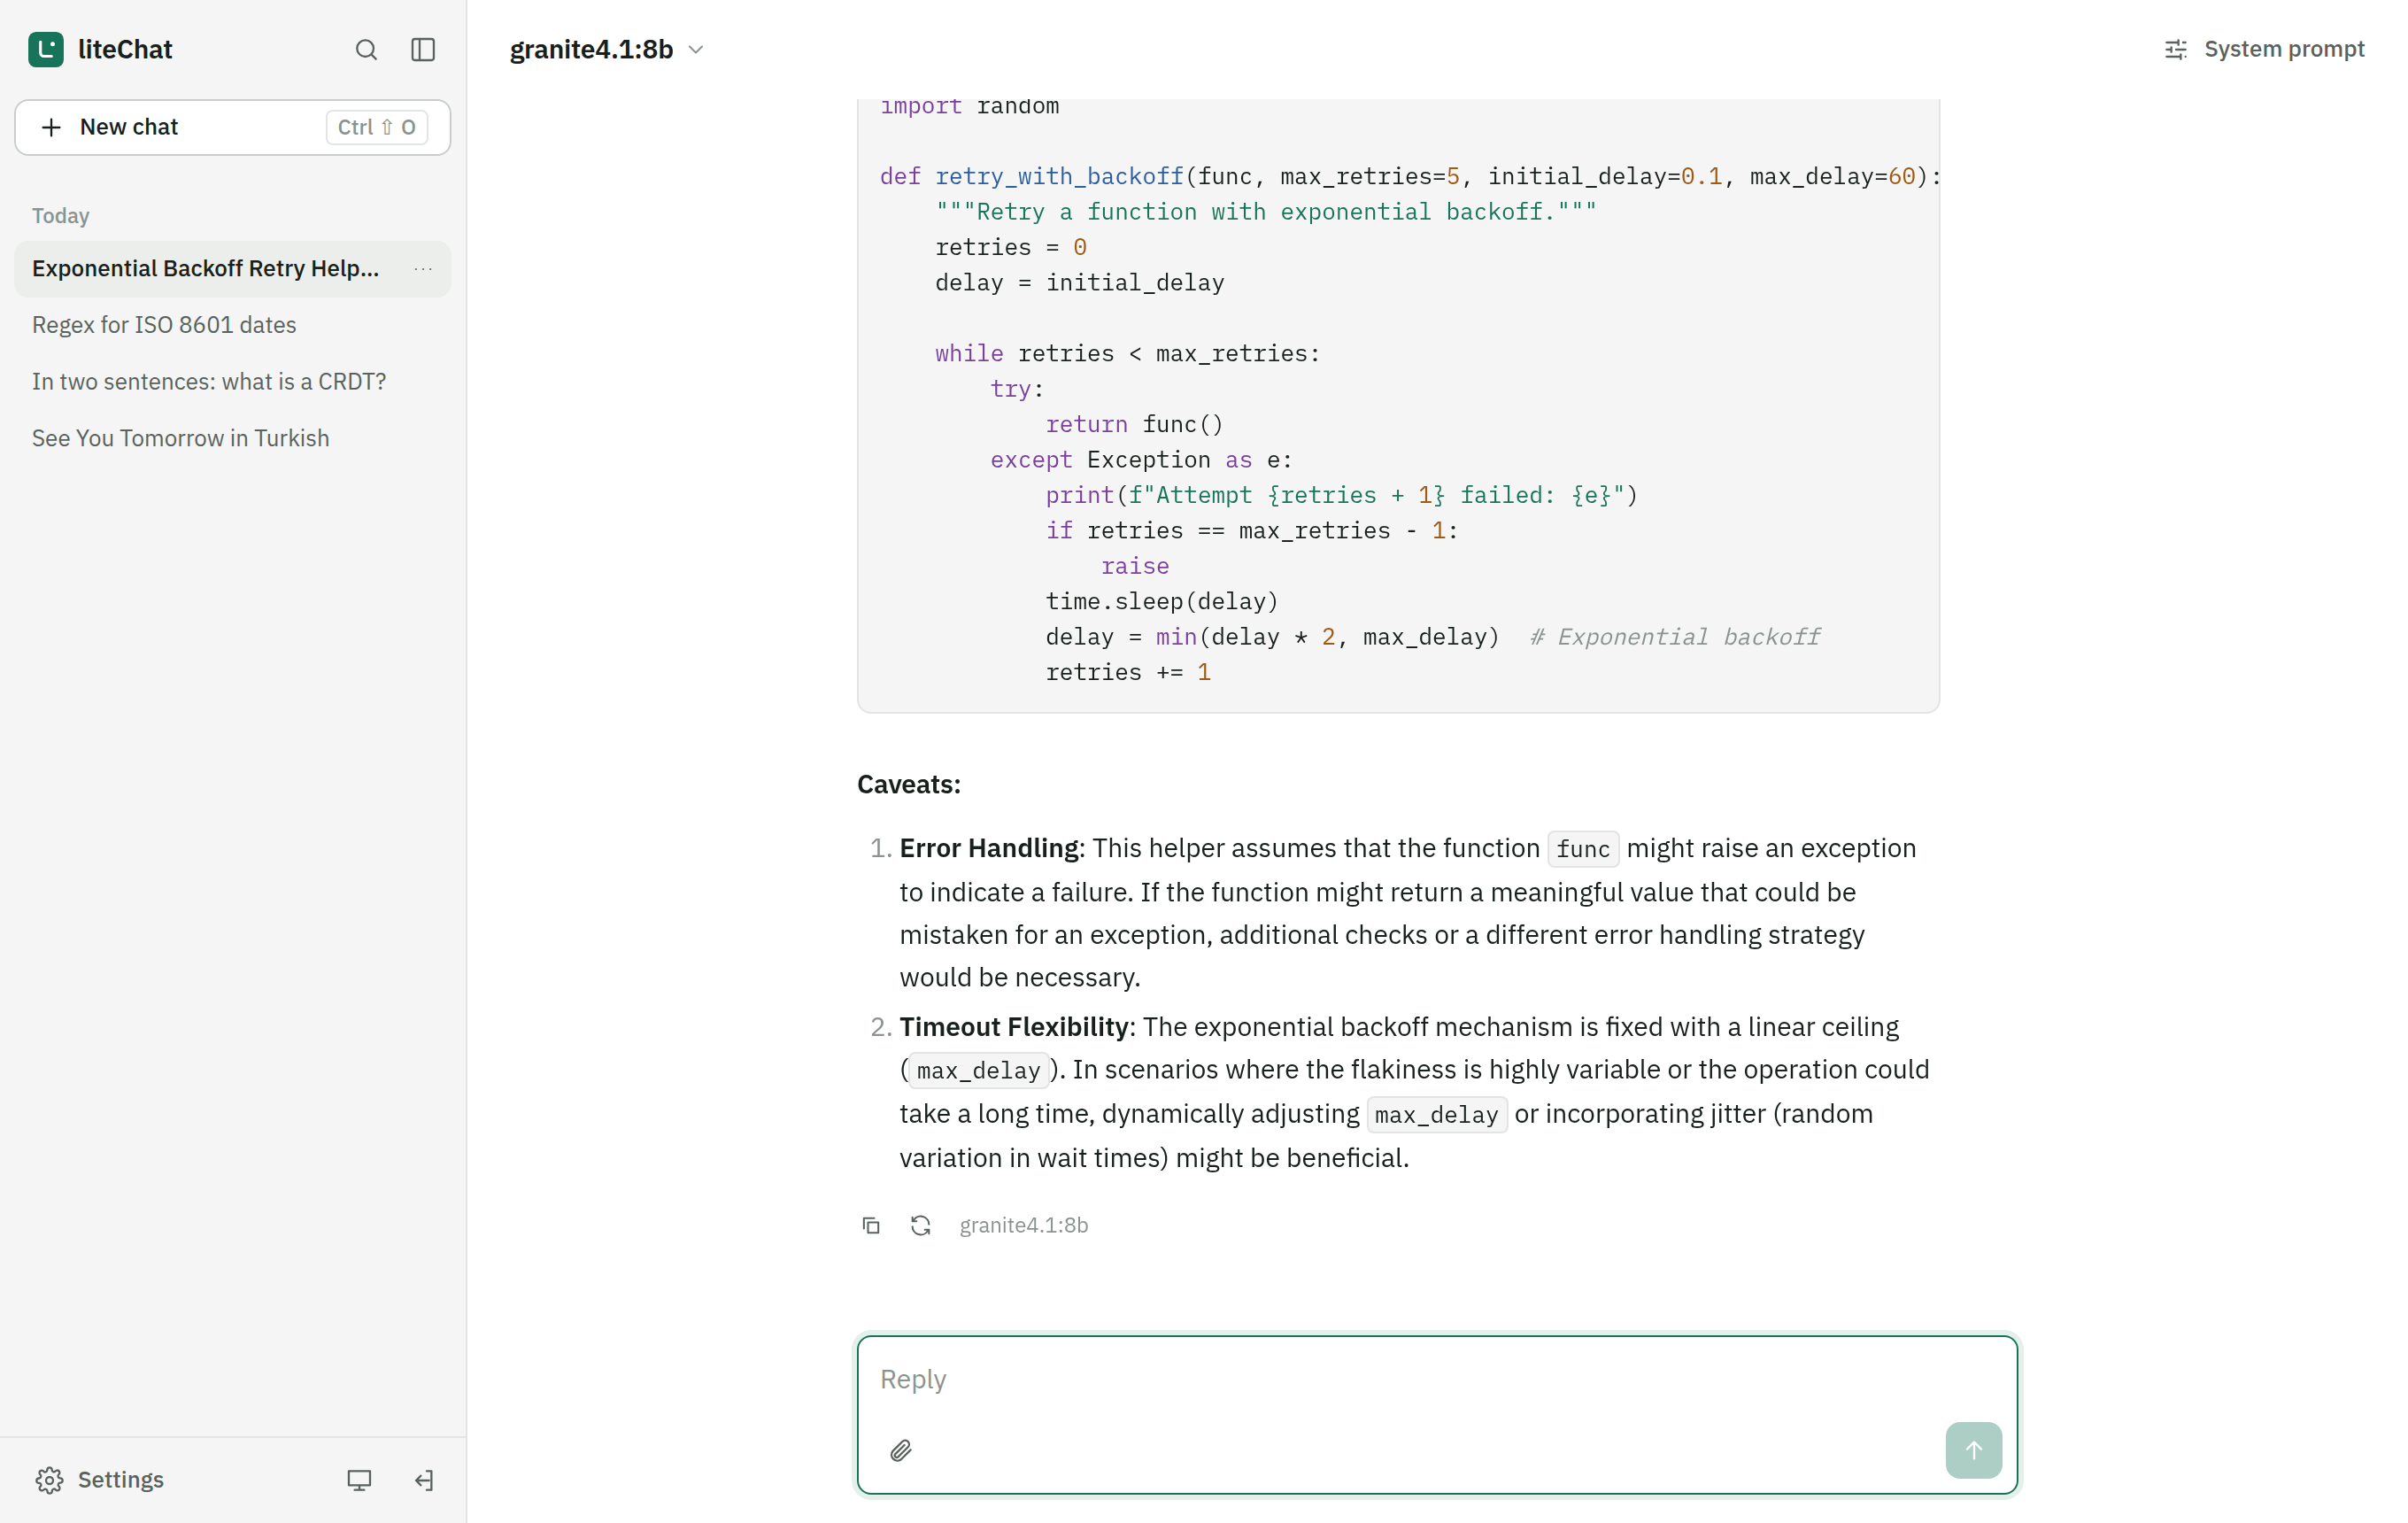 liteChat
New chat
Ctrl ⇧ O
Today
Exponential Backoff Retry Help...
Regex for ISO 8601 dates
In two sentences: what is a CRDT?
See You Tomorrow in Turkish
Settings
granite4.1:8b
System prompt
import random
def retry_with_backoff(func, max_retries=5, initial_delay=0.1, max_delay=60):
    """Retry a function with exponential backoff."""
    retries = 0
    delay = initial_delay
    while retries < max_retries:
        try:
            return func()
        except Exception as e:
            print(f"Attempt {retries + 1} failed: {e}")
            if retries == max_retries - 1:
                raise
            time.sleep(delay)
            delay = min(delay * 2, max_delay)  # Exponential backoff
            retries += 1
Caveats:
1. Error Handling: This helper assumes that the function func might raise an exception
to indicate a failure. If the function might return a meaningful value that could be
mistaken for an exception, additional checks or a different error handling strategy
would be necessary.
2. Timeout Flexibility: The exponential backoff mechanism is fixed with a linear ceiling
(max_delay). In scenarios where the flakiness is highly variable or the operation could
take a long time, dynamically adjusting max_delay or incorporating jitter (random
variation in wait times) might be beneficial.
granite4.1:8b
Reply